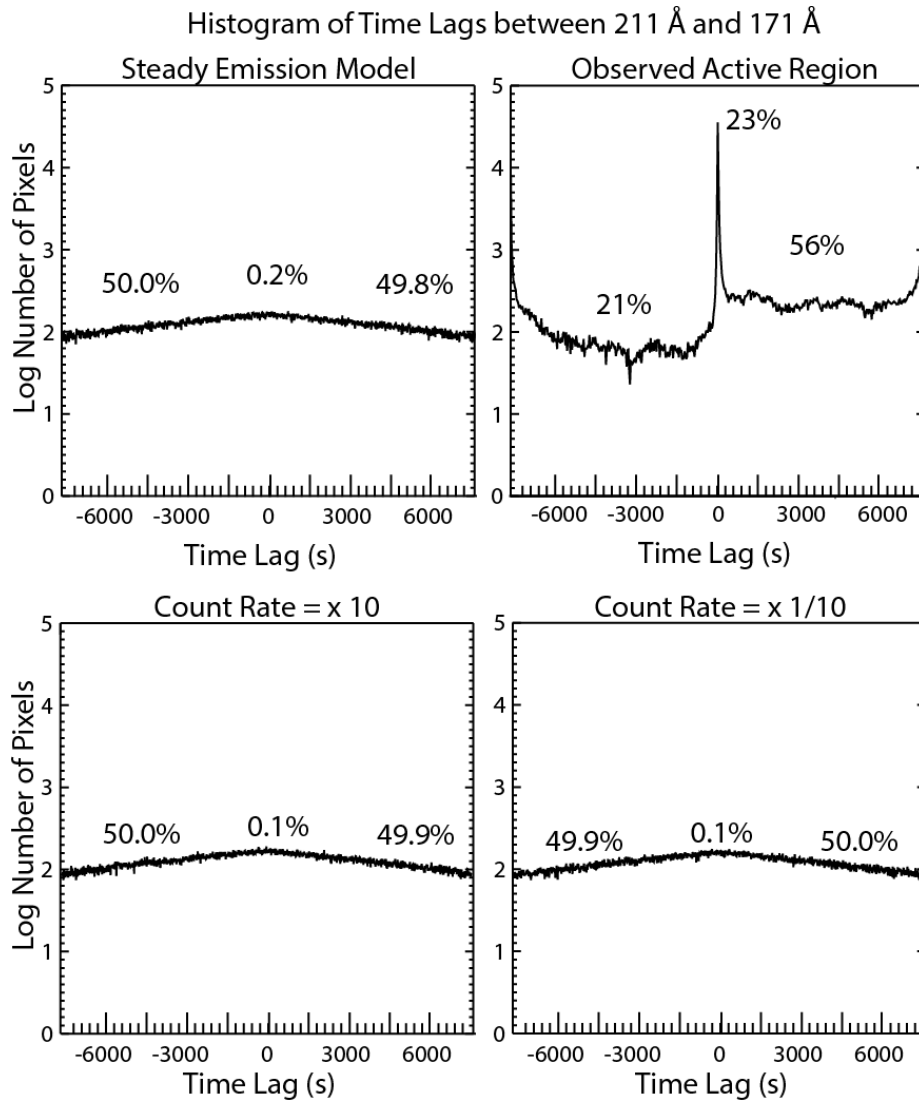 Histogram of Time Lags between 211 Å and 171 Å
Steady Emission Model
Log Number of Pixels
5
4
3
2
1
0
50.0%
0.2%
49.8%
-6000 -3000 0 3000 6000
Time Lag (s)
Observed Active Region
5
4
3
2
1
0
23%
56%
21%
-6000 -3000 0 3000 6000
Time Lag (s)
Count Rate = x 10
Log Number of Pixels
5
4
3
2
1
0
50.0%
0.1%
49.9%
-6000 -3000 0 3000 6000
Time Lag (s)
Count Rate = x 1/10
5
4
3
2
1
0
49.9%
0.1%
50.0%
-6000 -3000 0 3000 6000
Time Lag (s)